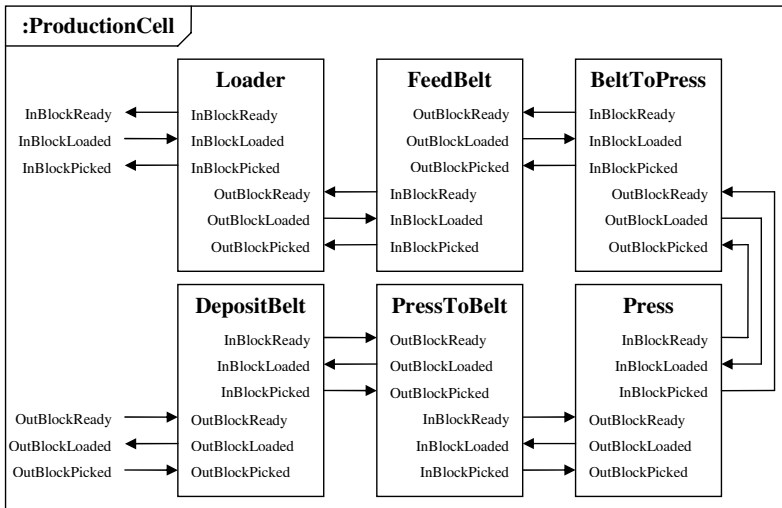 :ProductionCell
Loader
FeedBelt
BeltToPress
InBlockReady
InBlockLoaded
InBlockPicked
InBlockReady
InBlockLoaded
InBlockPicked
OutBlockReady
OutBlockLoaded
OutBlockPicked
OutBlockReady
OutBlockLoaded
OutBlockPicked
InBlockReady
InBlockLoaded
InBlockPicked
InBlockReady
InBlockLoaded
InBlockPicked
OutBlockReady
OutBlockLoaded
OutBlockPicked
DepositBelt
PressToBelt
Press
InBlockReady
InBlockLoaded
InBlockPicked
OutBlockReady
OutBlockLoaded
OutBlockPicked
OutBlockReady
OutBlockLoaded
OutBlockPicked
OutBlockReady
OutBlockLoaded
OutBlockPicked
InBlockReady
InBlockLoaded
InBlockPicked
InBlockReady
InBlockLoaded
InBlockPicked
OutBlockReady
OutBlockLoaded
OutBlockPicked